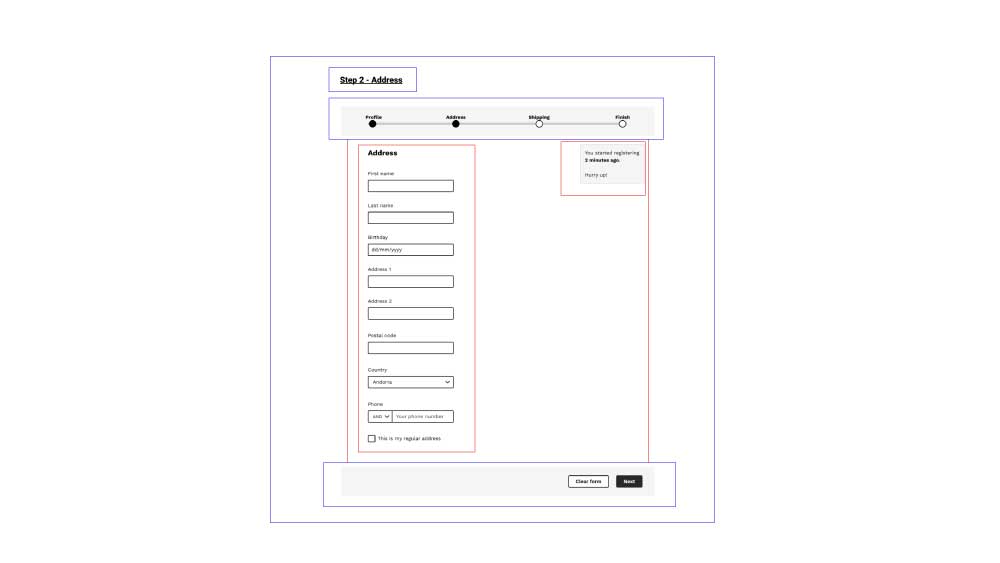 Step 2 - Address
Profile Address Shipping Finish
Address
First name
Last name
Birthday
dd/mm/yyyy
Address 1
Address 2
Postal code
Country
Andorra
Phone
AND Your phone number
This is my regular address
You started registering
2 minutes ago.
Hurry up!
Clear form Next